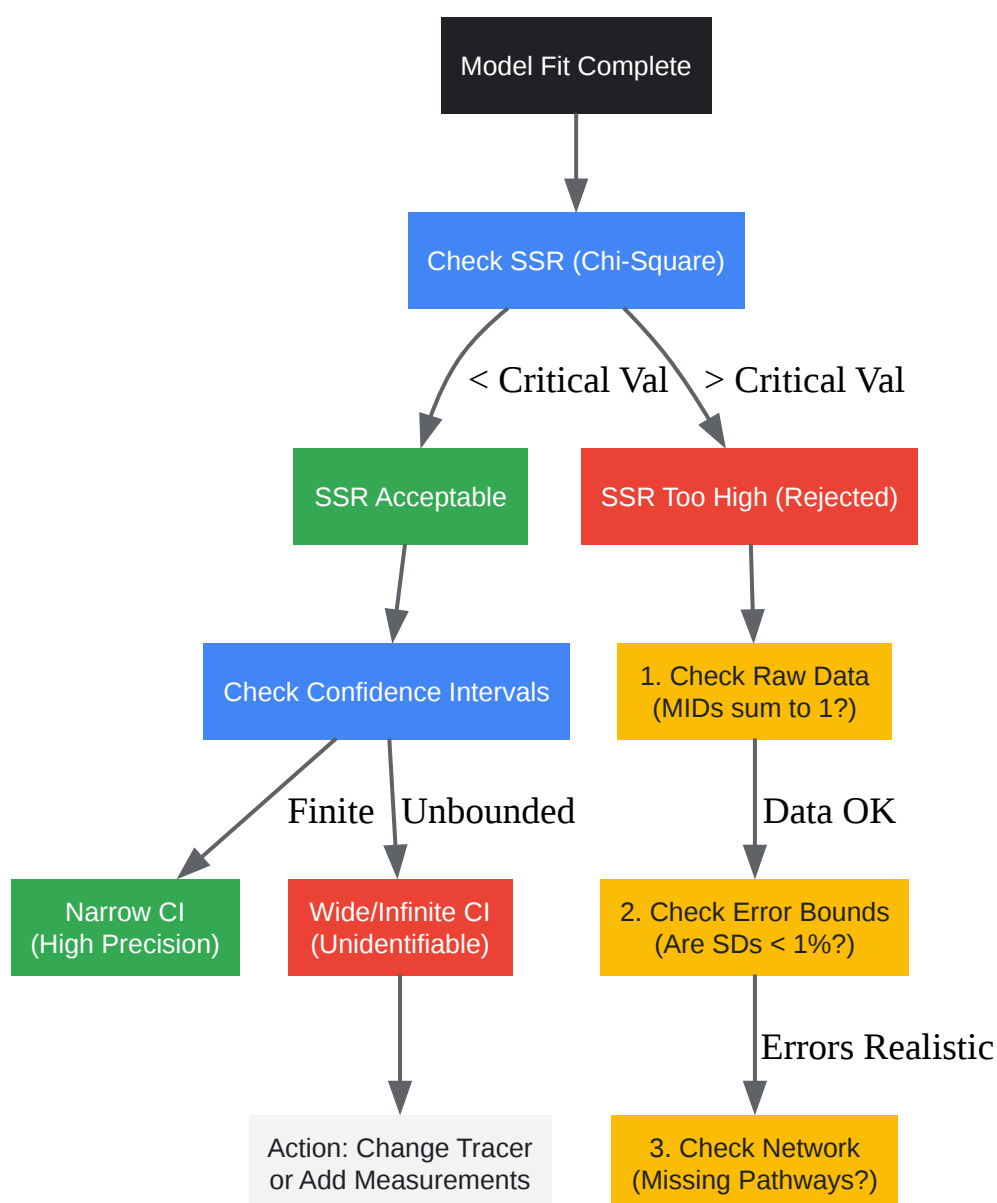 Model Fit Complete
Check SSR (Chi-Square)
< Critical Val
> Critical Val
SSR Acceptable
SSR Too High (Rejected)
Check Confidence Intervals
1. Check Raw Data
(MIDs sum to 1?)
Finite
Unbounded
Data OK
Narrow CI
(High Precision)
Wide/Infinite CI
(Unidentifiable)
2. Check Error Bounds
(Are SDs < 1%?)
Errors Realistic
Action: Change Tracer
or Add Measurements
3. Check Network
(Missing Pathways?)